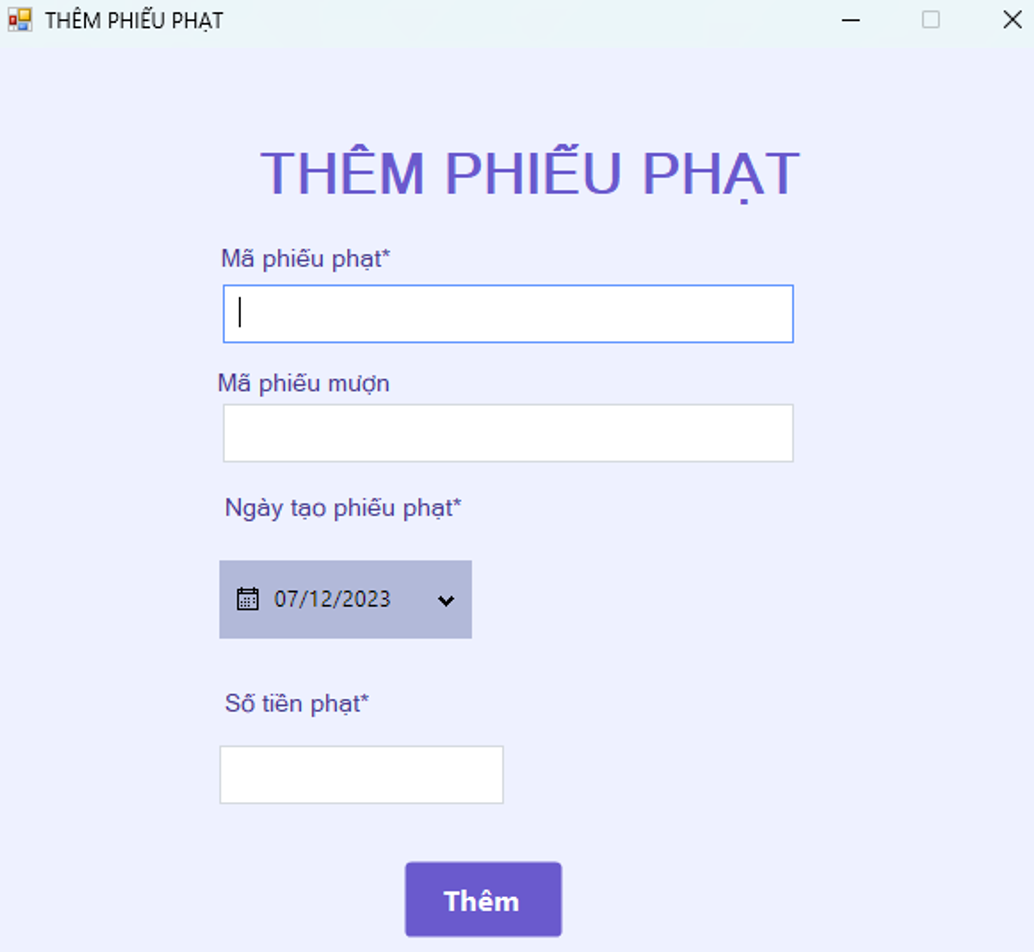 THÊM PHIẾU PHẠT
THÊM PHIẾU PHẠT
Mã phiếu phạt*
Mã phiếu mượn
Ngày tạo phiếu phạt*
07/12/2023
Số tiền phạt*
Thêm